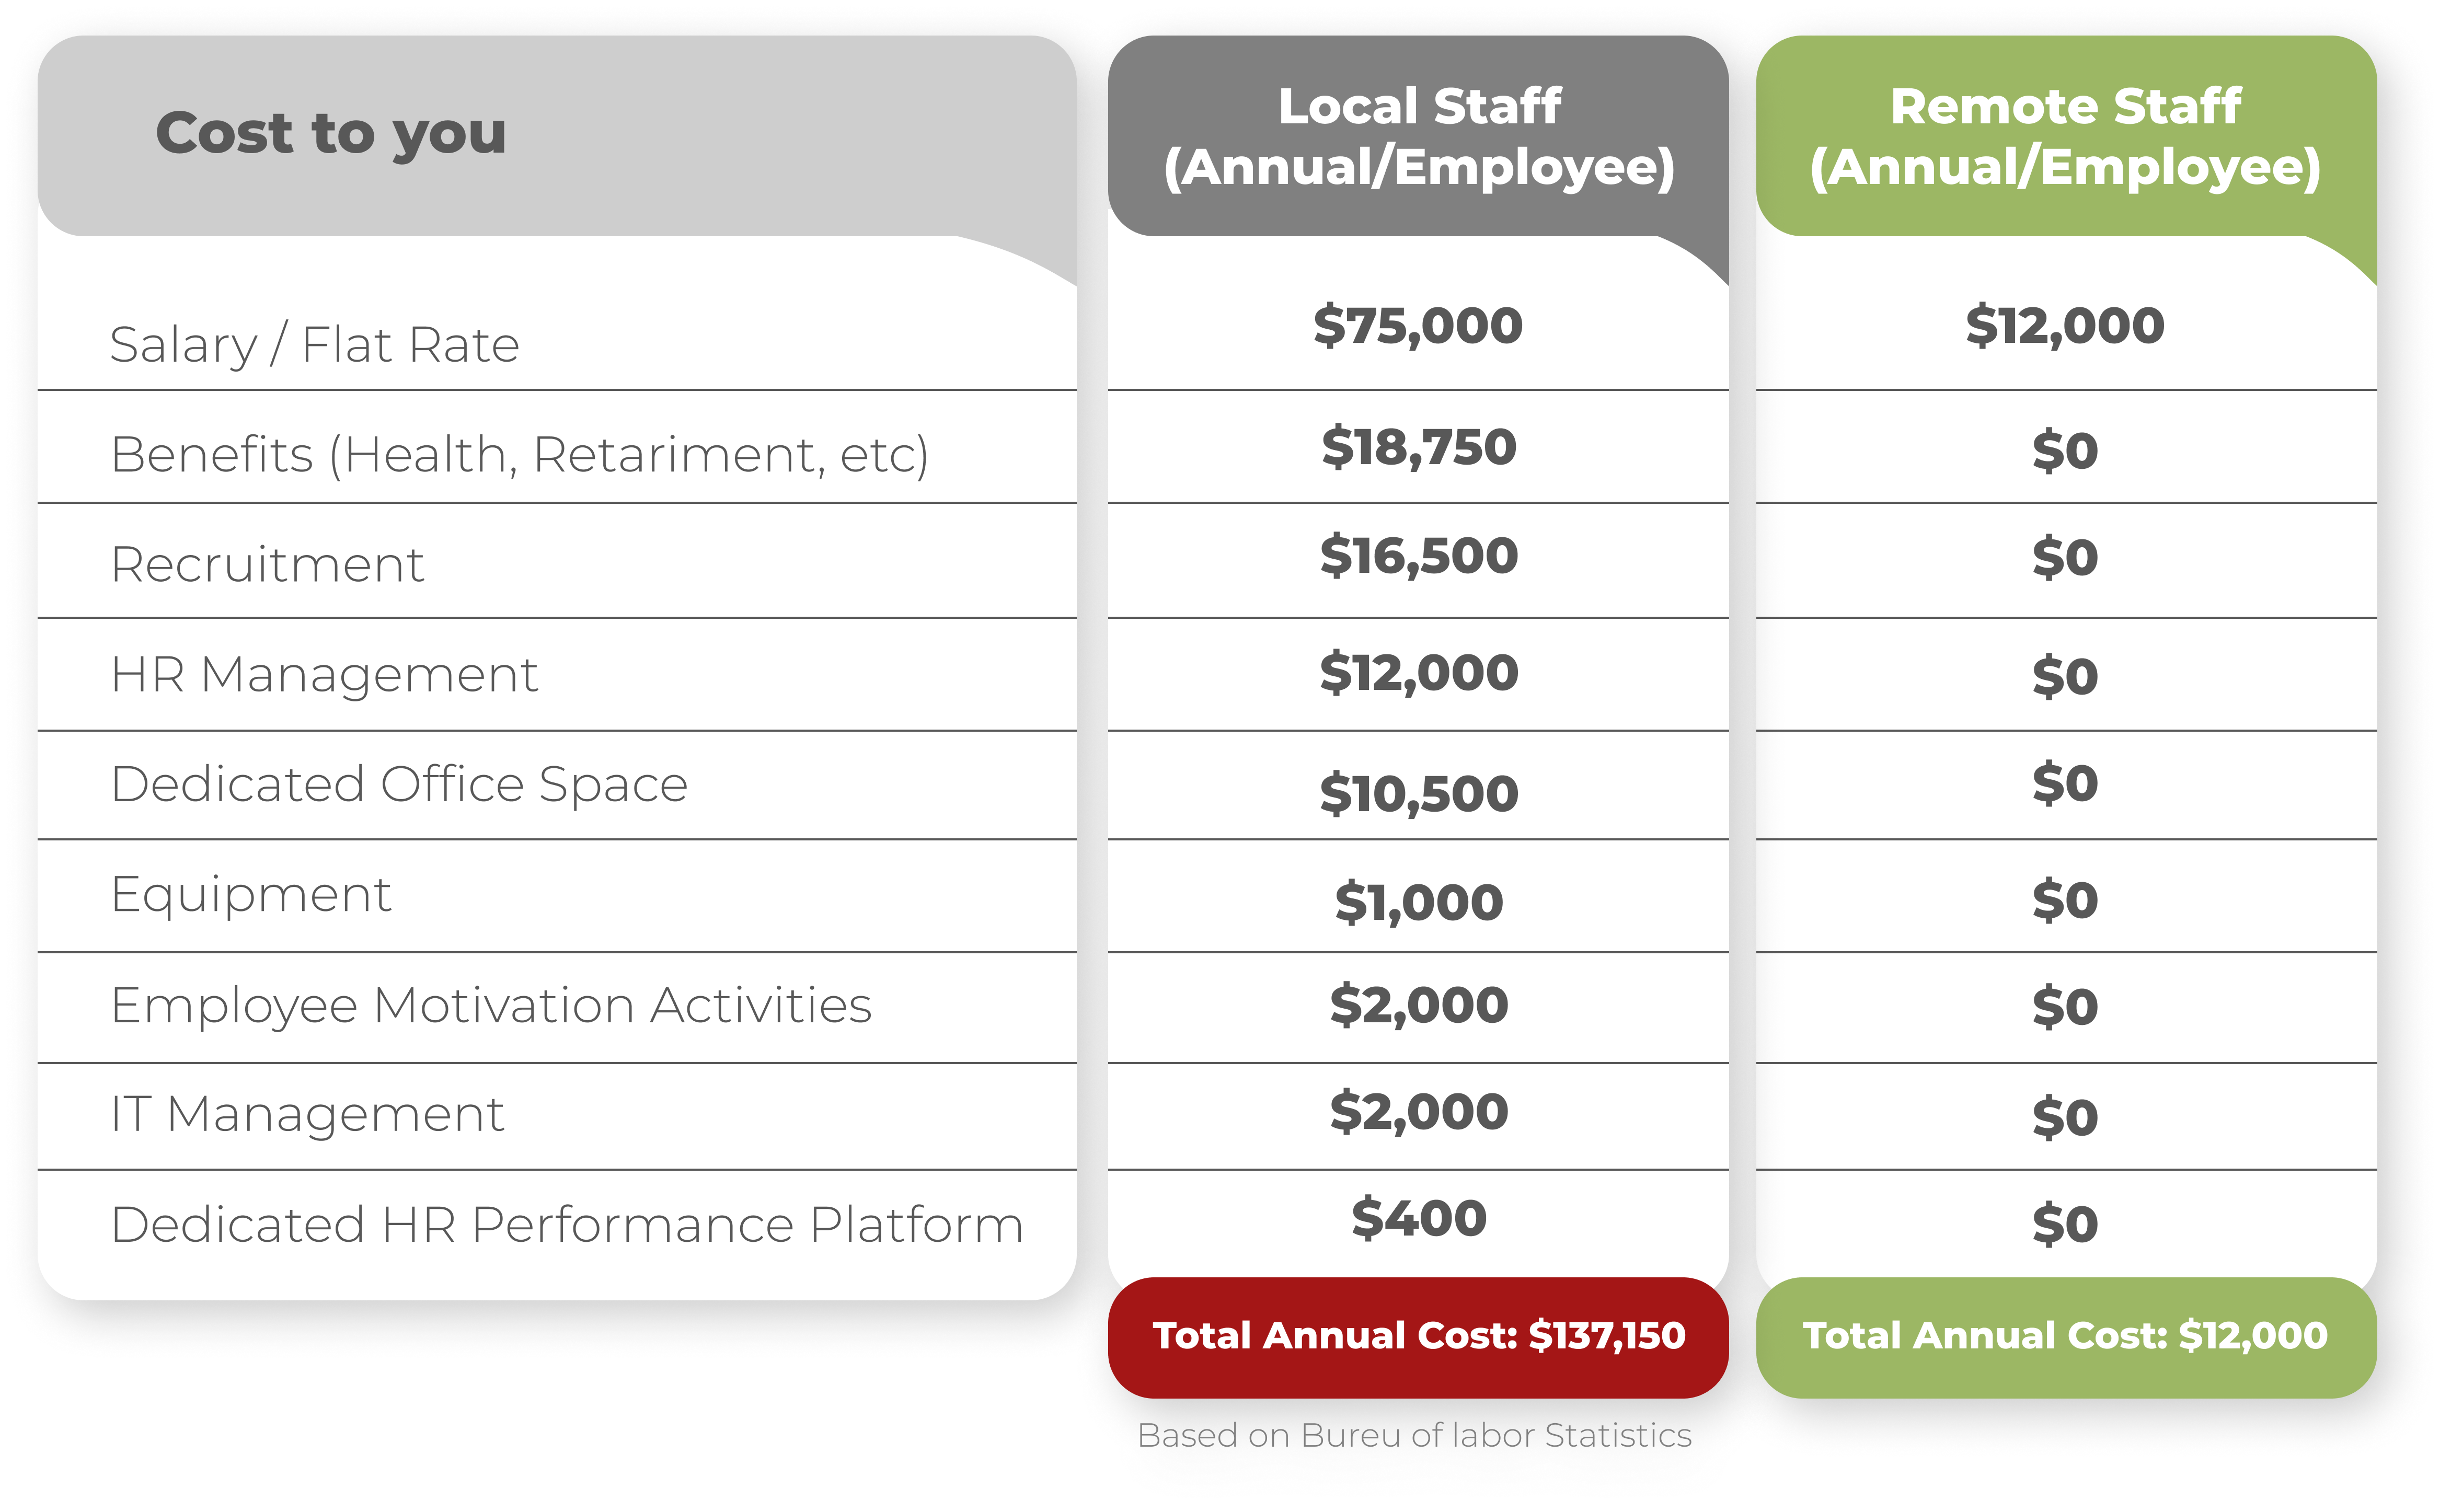 Cost to you
Local Staff
(Annual/Employee)
Remote Staff
(Annual/Employee)
Salary / Flat Rate
$75,000
$12,000
Benefits (Health, Retariment, etc)
$18,750
$0
Recruitment
$16,500
$0
HR Management
$12,000
$0
Dedicated Office Space
$10,500
$0
Equipment
$1,000
$0
Employee Motivation Activities
$2,000
$0
IT Management
$2,000
$0
Dedicated HR Performance Platform
$400
$0
Total Annual Cost: $137,150
Total Annual Cost: $12,000
Based on Bureu of labor Statistics